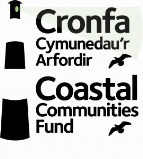 Cronfa
Cymunedau'r
Arfordir
Coastal
Communities
Fund